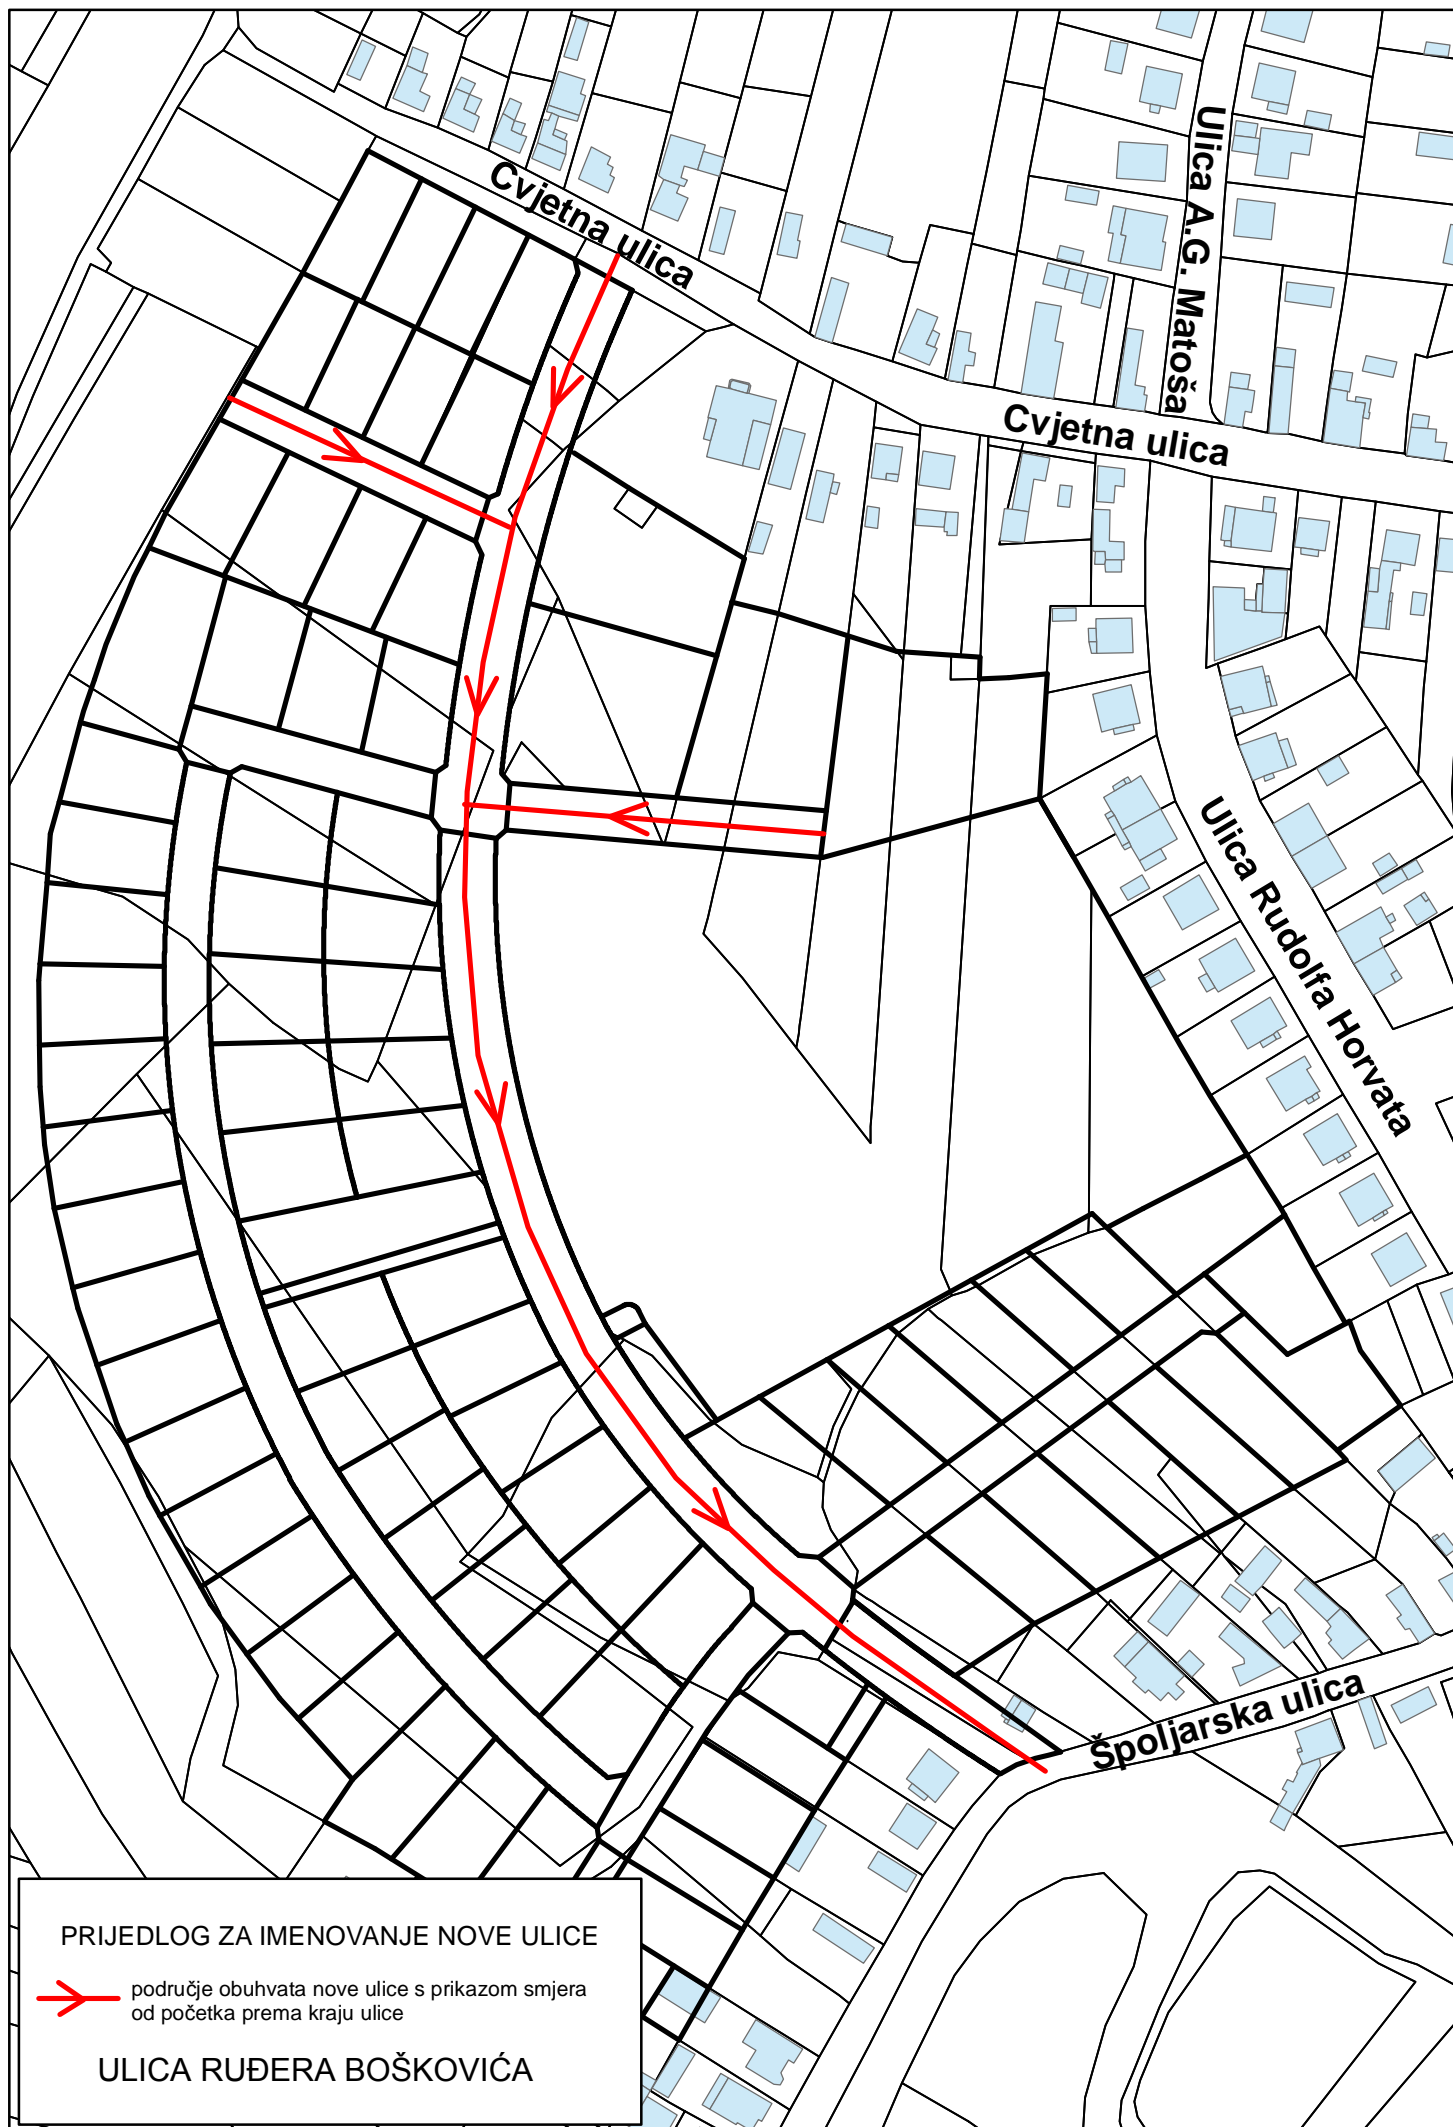 Ulica A.G. Matoša
Cvjetna ulica
Cvjetna ulica
Ulica Rudolfa Horvata
Špoljarska ulica
PRIJEDLOG ZA IMENOVANJE NOVE ULICE
područje obuhvata nove ulice s prikazom smjera
od početka prema kraju ulice
ULICA RUĐERA BOŠKOVIĆA